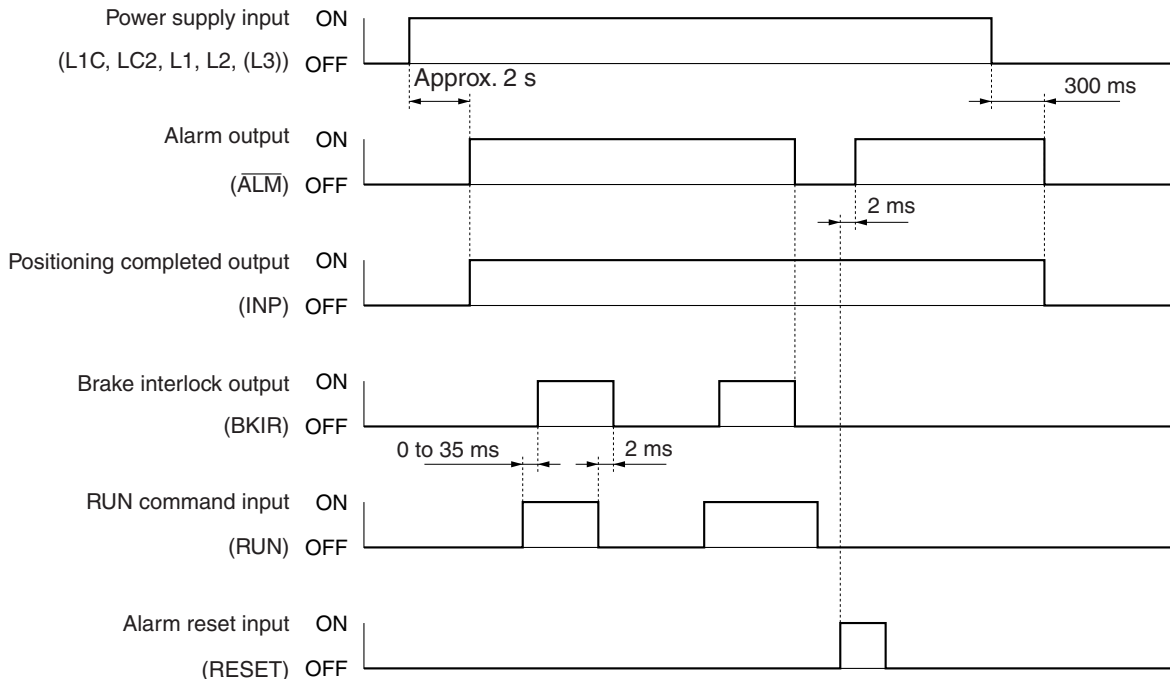 Power supply input ON
(L1C, LC2, L1, L2, (L3)) OFF
Approx. 2 s
300 ms
Alarm output ON
(ALM) OFF
2 ms
Positioning completed output ON
(INP) OFF
Brake interlock output ON
(BKIR) OFF
0 to 35 ms
2 ms
RUN command input ON
(RUN) OFF
Alarm reset input ON
(RESET) OFF